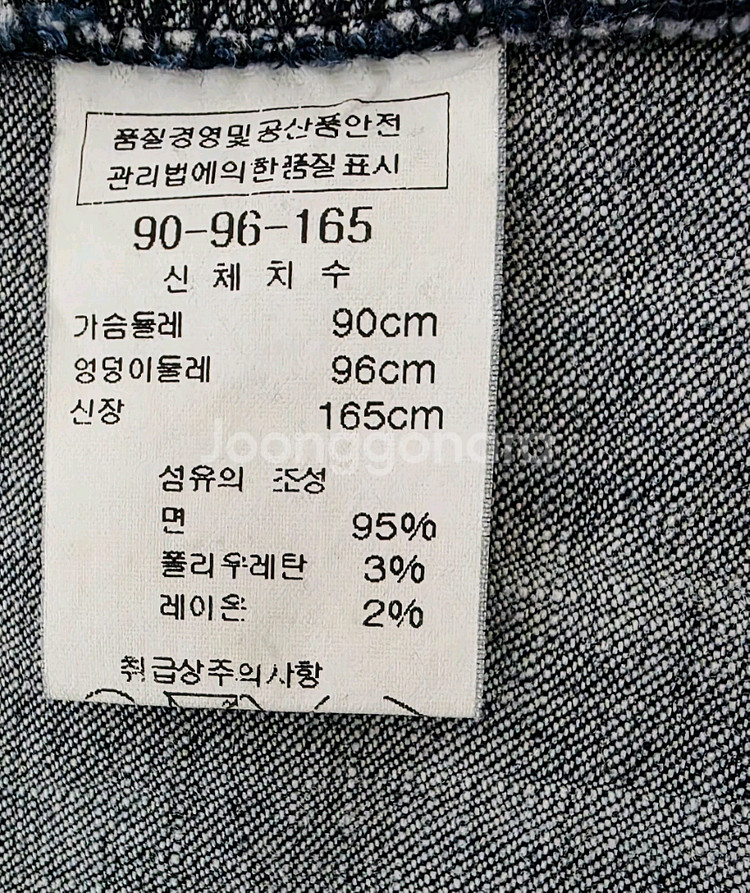 품질경영및공산품안전
관리법에의한품질표시
90-96-165
신체치수
가슴둘레 90cm
엉덩이둘레 96cm
신장 165cm
Joonggonara
섬유의 조성
면 95%
폴리우레탄 3%
레이온 2%
취급상주의사항